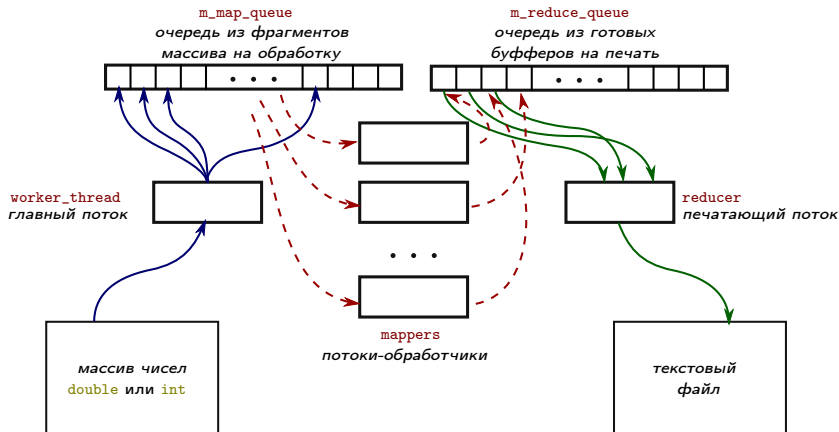 m_map_queue
очередь из фрагментов
массива на обработку
m_reduce_queue
очередь из готовых
буфферов на печать
worker_thread
главный поток
reducer
печатающий поток
mappers
потоки-обработчики
массив чисел
double или int
текстовый
файл